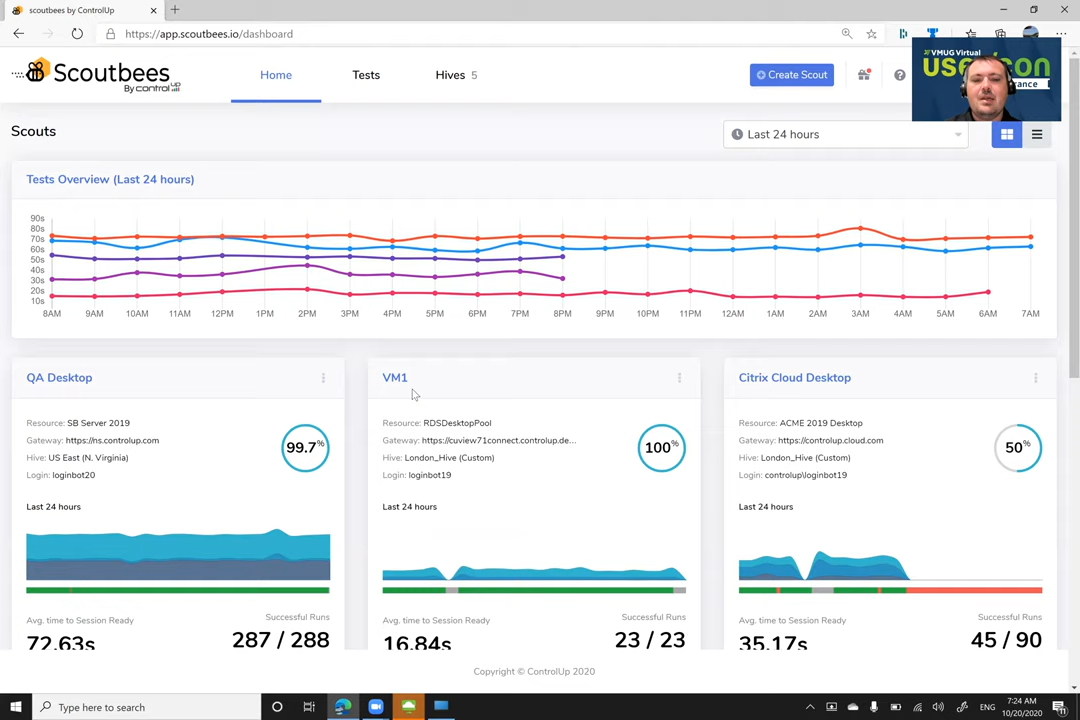 scoutbees by ControlUp
https://app.scoutbees.io/dashboard
VMUG Virtual
usercon
rance
Scoutbees
By controlup
Home
Tests
Hives 5
Create Scout
Scouts
Last 24 hours
Tests Overview (Last 24 hours)
90s
80s
70s
60s
50s
40s
30s
20s
10s
8AM 9AM 10AM 11AM 12PM 1PM 2PM 3PM 4PM 5PM 6PM 7PM 8PM 9PM 10PM 11PM 12AM 1AM 2AM 3AM 4AM 5AM 6AM 7AM
QA Desktop
Resource: SB Server 2019
Gateway: https://ns.controlup.com
Hive: US East (N. Virginia)
Login: loginbot20
99.7%
Last 24 hours
Avg. time to Session Ready
72.63s
Successful Runs
287 / 288
VM1
Resource: RDSDesktopPool
Gateway: https://cuview71connect.controlup.de...
Hive: London_Hive (Custom)
Login: loginbot19
100%
Last 24 hours
Avg. time to Session Ready
16.84s
Successful Runs
23 / 23
Citrix Cloud Desktop
Resource: ACME 2019 Desktop
Gateway: https://controlup.cloud.com
Hive: London_Hive (Custom)
Login: controlup\loginbot19
50%
Last 24 hours
Avg. time to Session Ready
35.17s
Successful Runs
45 / 90
Copyright © ControlUp 2020
Type here to search
ENG
7:24 AM
10/20/2020